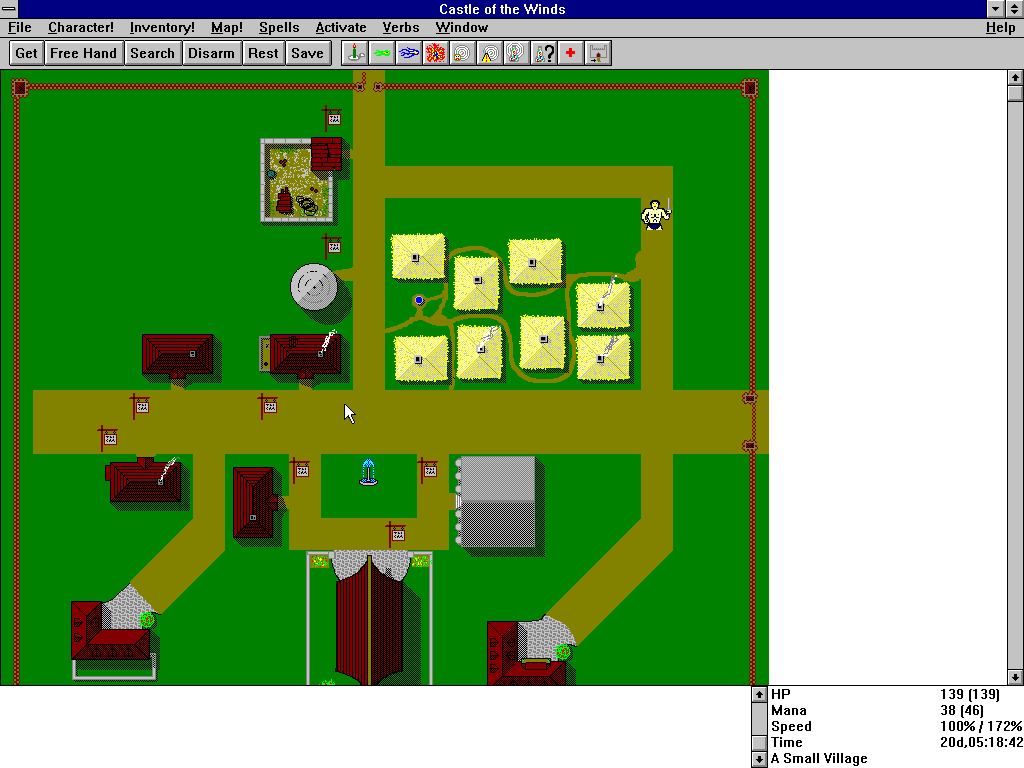 Castle of the Winds
File Character! Inventory! Map! Spells Activate Verbs Window Help
Get Free Hand Search Disarm Rest Save
HP 139 (139)
Mana 38 (46)
Speed 100% / 172%
Time 20d,05:18:42
A Small Village